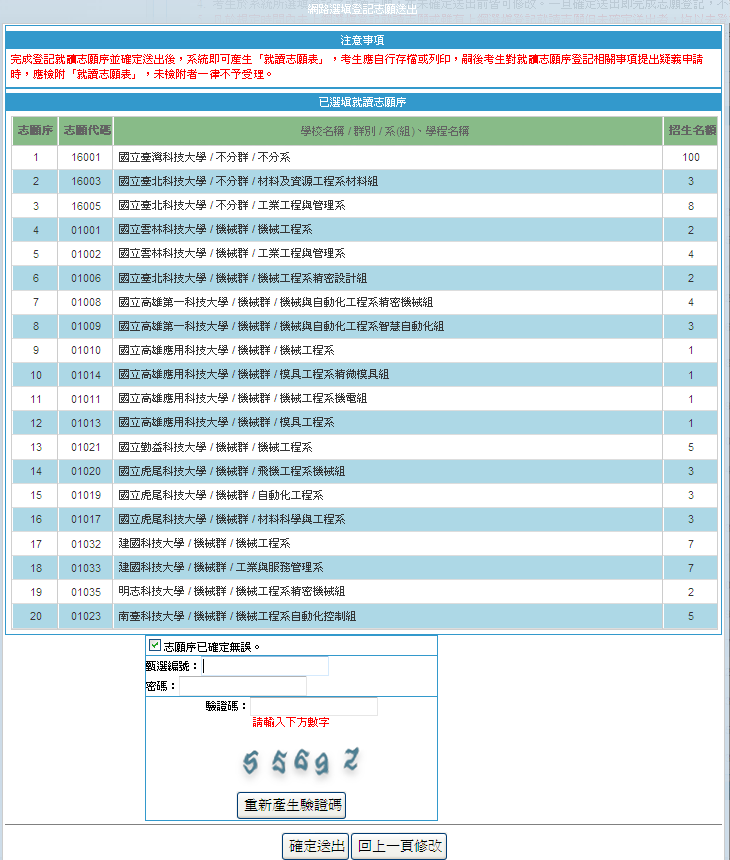 網路選填登記志願送出
注意事項
完成登記就讀志願序並確定送出後，系統即可產生「就讀志願表」，考生應自行存檔或列印，嗣後考生對就讀志願序登記相關事項提出疑義申請
時，應檢附「就讀志願表」，未檢附者一律不予受理。
已選填就讀志願序
志願序 志願代碼 學校名稱 / 群別 / 系(組)、學程名稱 招生名額
1 16001 國立臺灣科技大學 / 不分群 / 不分系 100
2 16003 國立臺北科技大學 / 不分群 / 材料及資源工程系材料組 3
3 16005 國立臺北科技大學 / 不分群 / 工業工程與管理系 8
4 01001 國立雲林科技大學 / 機械群 / 機械工程系 2
5 01002 國立雲林科技大學 / 機械群 / 工業工程與管理系 4
6 01006 國立臺北科技大學 / 機械群 / 機械工程系精密設計組 2
7 01008 國立高雄第一科技大學 / 機械群 / 機械與自動化工程系精密機械組 4
8 01009 國立高雄第一科技大學 / 機械群 / 機械與自動化工程系智慧自動化組 3
9 01010 國立高雄應用科技大學 / 機械群 / 機械工程系 1
10 01014 國立高雄應用科技大學 / 機械群 / 模具工程系精微模具組 1
11 01011 國立高雄應用科技大學 / 機械群 / 機械工程系機電組 1
12 01013 國立高雄應用科技大學 / 機械群 / 模具工程系 1
13 01021 國立勤益科技大學 / 機械群 / 機械工程系 5
14 01020 國立虎尾科技大學 / 機械群 / 飛機工程系機械組 3
15 01019 國立虎尾科技大學 / 機械群 / 自動化工程系 3
16 01017 國立虎尾科技大學 / 機械群 / 材料科學與工程系 3
17 01032 建國科技大學 / 機械群 / 機械工程系 7
18 01033 建國科技大學 / 機械群 / 工業與服務管理系 7
19 01035 明志科技大學 / 機械群 / 機械工程系精密機械組 2
20 01023 南臺科技大學 / 機械群 / 機械工程系自動化控制組 5
志願序已確定無誤。
甄選編號：
密碼：
驗證碼：
請輸入下方數字
5 5 6 9 2
重新產生驗證碼
確定送出 回上一頁修改